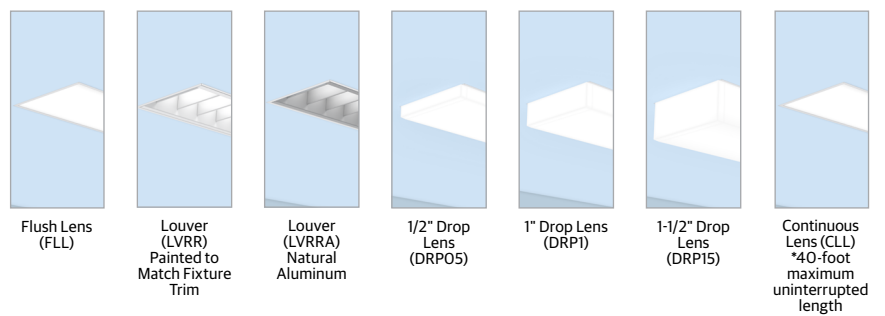 Flush Lens
(FLL)
Louver
(LVRR)
Painted to
Match Fixture
Trim
Louver
(LVRRA)
Natural
Aluminum
1/2" Drop
Lens
(DRP05)
1" Drop Lens
(DRP1)
1-1/2" Drop
Lens
(DRP15)
Continuous
Lens (CLL)
*40-foot
maximum
uninterrupted
length